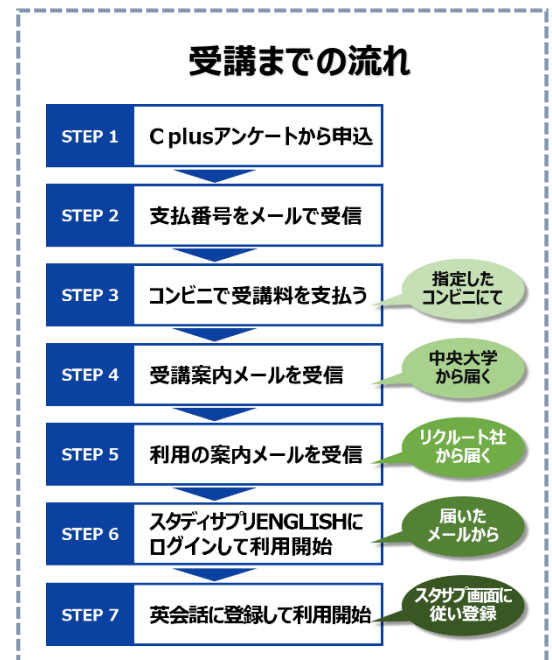 受講までの流れ
STEP 1
C plusアンケートから申込
STEP 2
支払番号をメールで受信
STEP 3
コンビニで受講料を支払う
指定した
コンビニにて
STEP 4
受講案内メールを受信
中央大学
から届く
STEP 5
利用の案内メールを受信
リクルート社
から届く
STEP 6
スタディサプリENGLISHに
ログインして利用開始
届いた
メールから
STEP 7
英会話に登録して利用開始
スタサプ画面に
従い登録